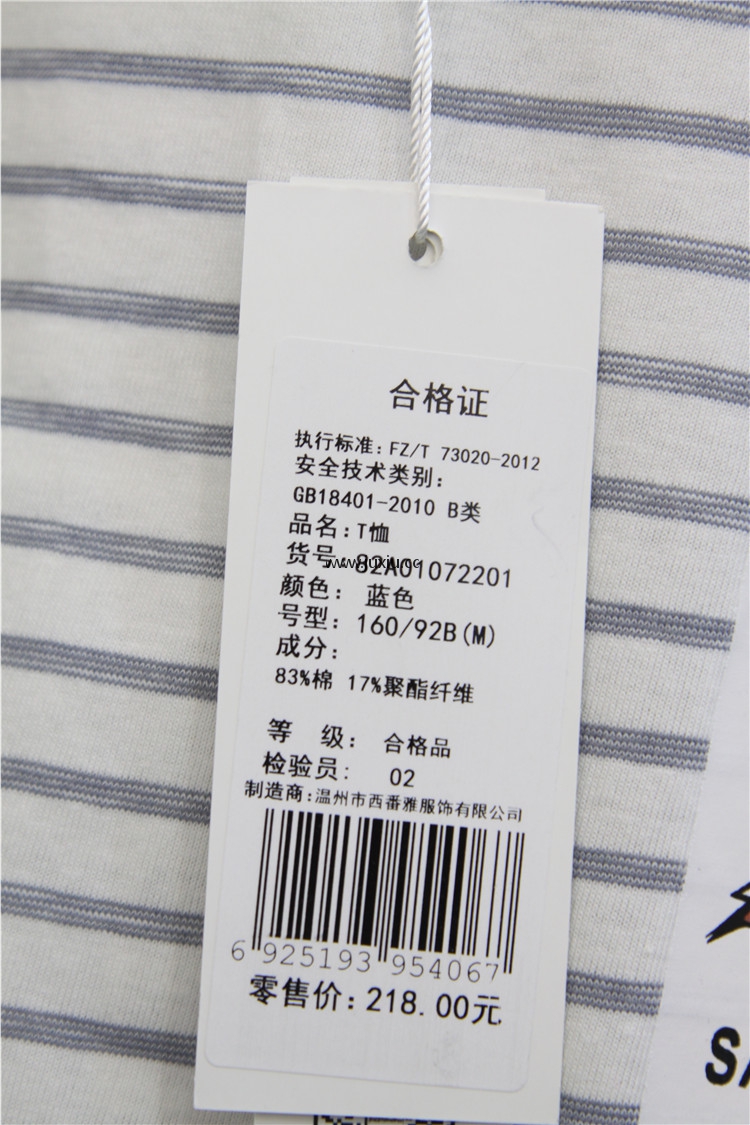 合格证
执行标准: FZ/T 73020-2012
安全技术类别:
GB18401-2010 B类
品名: T恤
货号: 82A01072201
www.luxiu.cc
颜色: 蓝色
号型: 160/92B(M)
成分:
83%棉 17%聚酯纤维
等 级: 合格品
检验员: 02
制造商:温州市西番雅服饰有限公司
6 925193 954067
零售价: 218.00元